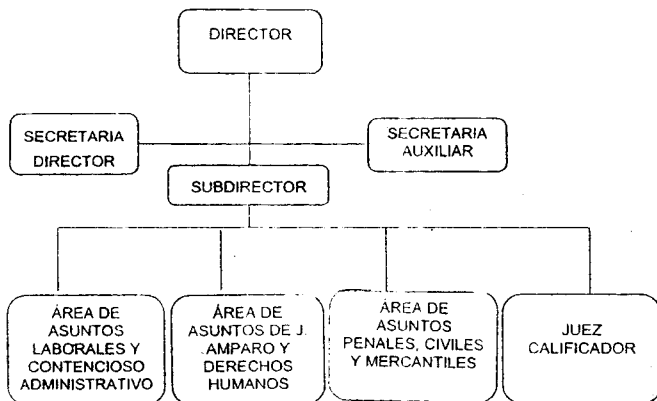 DIRECTOR
SECRETARIA
DIRECTOR
SECRETARIA
AUXILIAR
SUBDIRECTOR
ÁREA DE
ASUNTOS
LABORALES Y
CONTENCIOSO
ADMINISTRATIVO
ÁREA DE
ASUNTOS DE J.
AMPARO Y
DERECHOS
HUMANOS
ÁREA DE
ASUNTOS
PENALES, CIVILES
Y MERCANTILES
JUEZ
CALIFICADOR